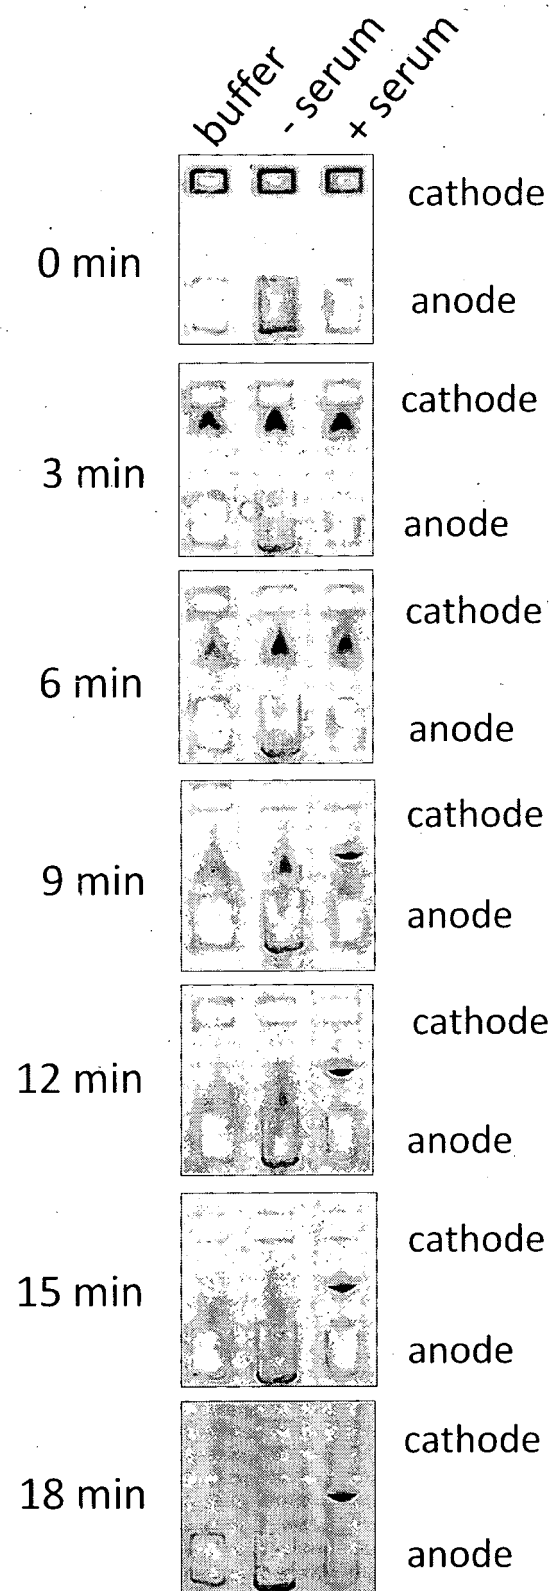 buffer
- serum
+ serum
0 min
cathode
anode
3 min
cathode
anode
6 min
cathode
anode
9 min
cathode
anode
12 min
cathode
anode
15 min
cathode
anode
18 min
cathode
anode